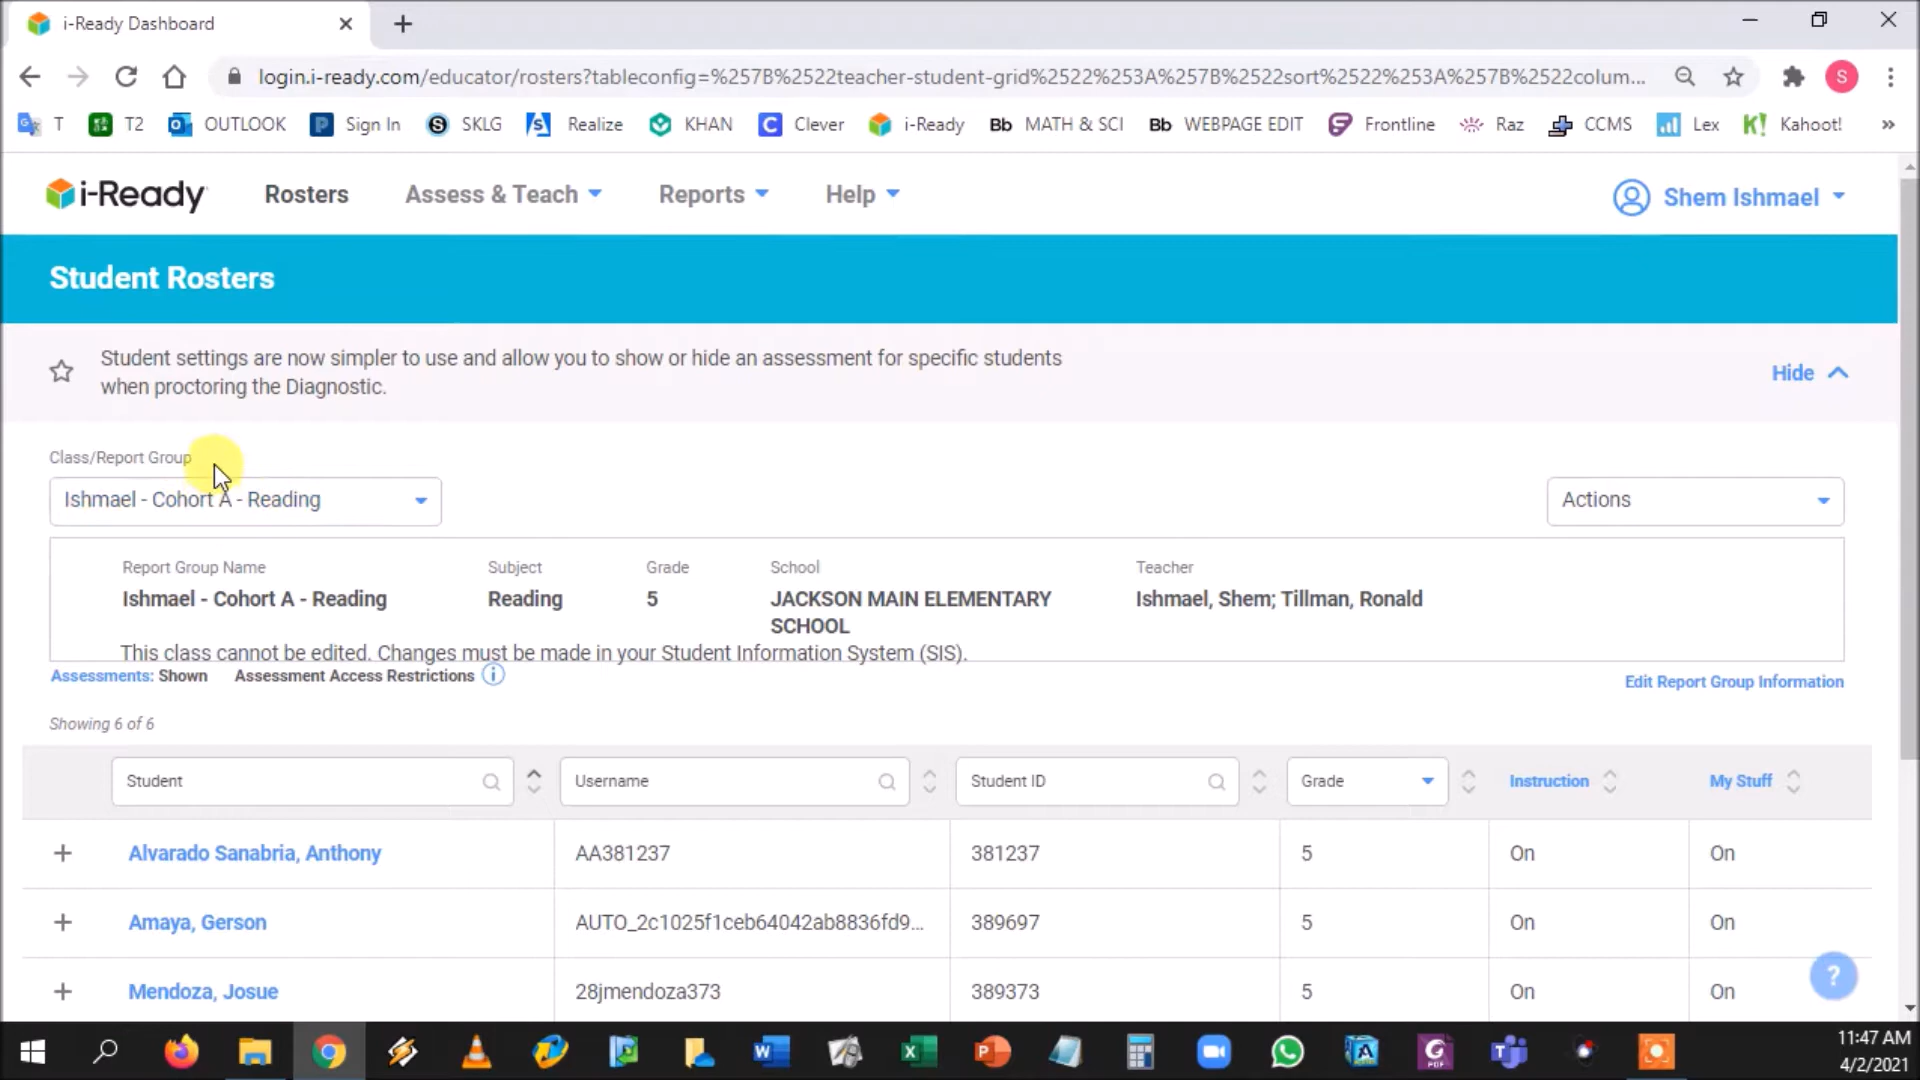 i-Ready Dashboard
login.i-ready.com/educator/rosters?tableconfig=%257B%2522teacher-student-grid%2522%253A%257B%2522sort%2522%253A%257B%2522colum...
S
T
T2
OUTLOOK
Sign In
SKLG
Realize
KHAN
Clever
i-Ready
Bb MATH & SCI
Bb WEBPAGE EDIT
Frontline
Raz
CCMS
Lex
Kahoot!
i-Ready
Rosters
Assess & Teach
Reports
Help
Shem Ishmael
Student Rosters
Student settings are now simpler to use and allow you to show or hide an assessment for specific students
when proctoring the Diagnostic.
Hide
Class/Report Group
Ishmael - Cohort A - Reading
Actions
Report Group Name Subject Grade School Teacher
Ishmael - Cohort A - Reading Reading 5 JACKSON MAIN ELEMENTARY Ishmael, Shem; Tillman, Ronald
SCHOOL
This class cannot be edited. Changes must be made in your Student Information System (SIS).
Assessments: Shown Assessment Access Restrictions
Edit Report Group Information
Showing 6 of 6
Student Username Student ID Grade Instruction My Stuff
+ Alvarado Sanabria, Anthony AA381237 381237 5 On On
+ Amaya, Gerson AUTO_2c1025f1ceb64042ab8836fd9... 389697 5 On On
+ Mendoza, Josue 28jmendoza373 389373 5 On On
?
11:47 AM
4/2/2021